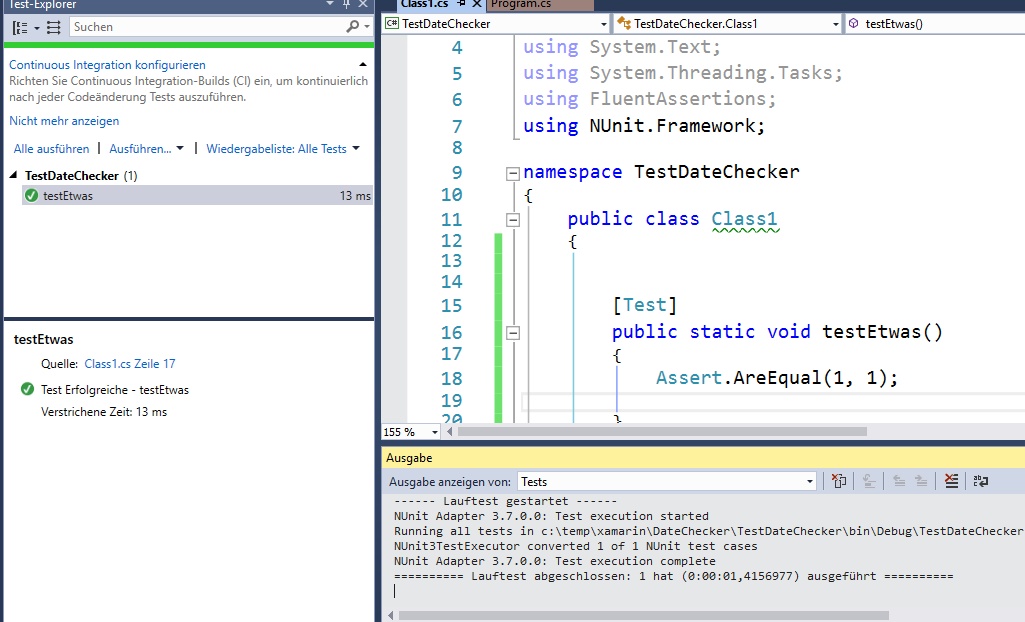 Test-Explorer
Suchen
Continuous Integration konfigurieren
Richten Sie Continuous Integration-Builds (CI) ein, um kontinuierlich
nach jeder Codeänderung Tests auszuführen.
Nicht mehr anzeigen
Alle ausführen | Ausführen... | Wiedergabeliste: Alle Tests
TestDateChecker (1)
testEtwas 13 ms
testEtwas
Quelle: Class1.cs Zeile 17
Test Erfolgreiche - testEtwas
Verstrichene Zeit: 13 ms
Class1.cs Program.cs
C# TestDateChecker TestDateChecker.Class1 testEtwas()
4 using System.Text;
5 using System.Threading.Tasks;
6 using FluentAssertions;
7 using NUnit.Framework;
8
9 namespace TestDateChecker
10 {
11 public class Class1
12 {
13
14
15 [Test]
16 public static void testEtwas()
17 {
18 Assert.AreEqual(1, 1);
19
20 }
155 %
Ausgabe
Ausgabe anzeigen von: Tests
------ Lauftest gestartet ------
NUnit Adapter 3.7.0.0: Test execution started
Running all tests in c:\temp\xamarin\DateChecker\TestDateChecker\bin\Debug\TestDateChecker
NUnit3TestExecutor converted 1 of 1 NUnit test cases
NUnit Adapter 3.7.0.0: Test execution complete
========== Lauftest abgeschlossen: 1 hat (0:00:01,4156977) ausgeführt ==========